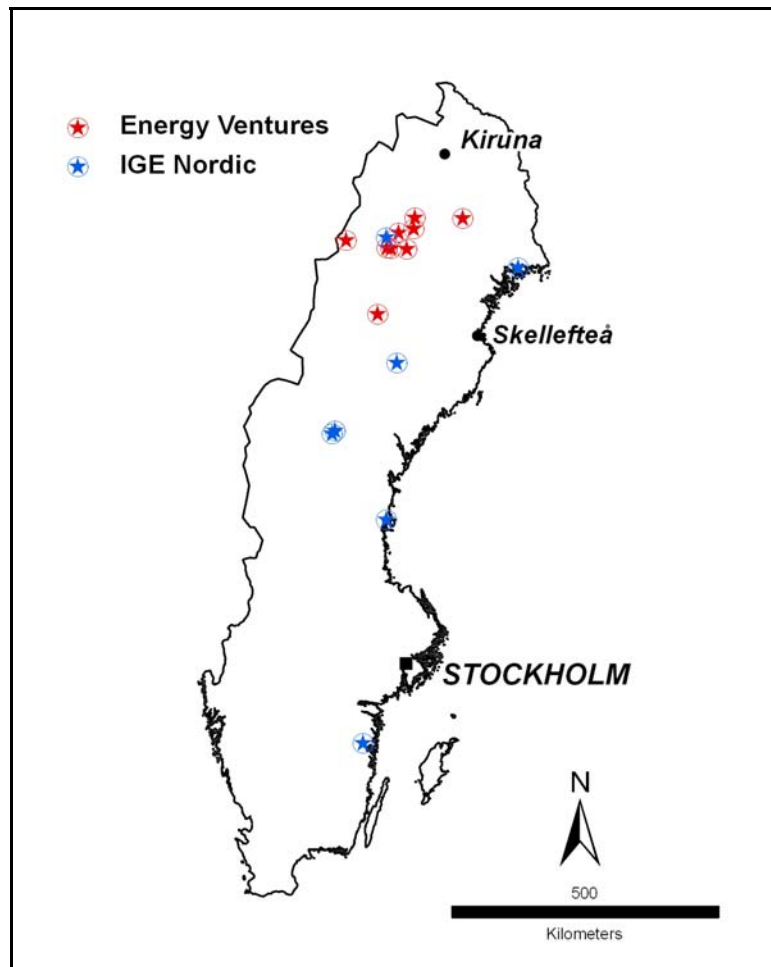 Energy Ventures
IGE Nordic
Kiruna
Skellefteå
STOCKHOLM
N
500
Kilometers